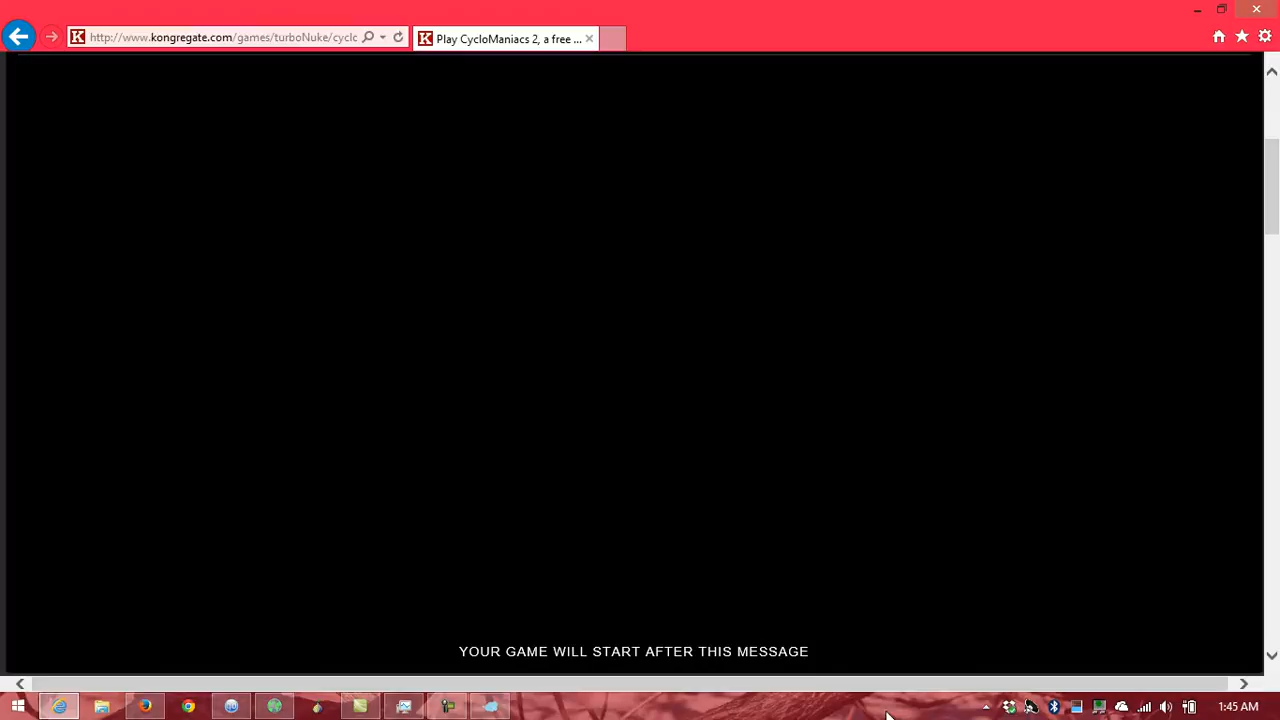 http://www.kongregate.com/games/turboNuke/cyclc
Play CycloManiacs 2, a free ...
YOUR GAME WILL START AFTER THIS MESSAGE
1:45 AM